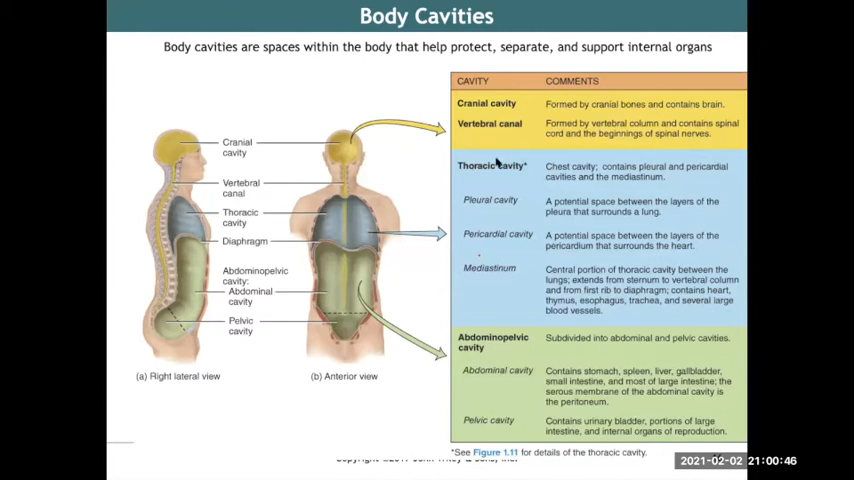 Body Cavities
Body cavities are spaces within the body that help protect, separate, and support internal organs
Cranial
cavity
Vertebral
canal
Thoracic
cavity
Diaphragm
Abdominopelvic
cavity:
Abdominal
cavity
Pelvic
cavity
(a) Right lateral view
(b) Anterior view
CAVITY COMMENTS
Cranial cavity Formed by cranial bones and contains brain.
Vertebral canal Formed by vertebral column and contains spinal
cord and the beginnings of spinal nerves.
Thoracic cavity* Chest cavity; contains pleural and pericardial
cavities and the mediastinum.
Pleural cavity A potential space between the layers of the
pleura that surrounds a lung.
Pericardial cavity A potential space between the layers of the
pericardium that surrounds the heart.
Mediastinum Central portion of thoracic cavity between the
lungs; extends from sternum to vertebral column
and from first rib to diaphragm; contains heart,
thymus, esophagus, trachea, and several large
blood vessels.
Abdominopelvic Subdivided into abdominal and pelvic cavities.
cavity
Abdominal cavity Contains stomach, spleen, liver, gallbladder,
small intestine, and most of large intestine; the
serous membrane of the abdominal cavity is
the peritoneum.
Pelvic cavity Contains urinary bladder, portions of large
intestine, and internal organs of reproduction.
*See Figure 1.11 for details of the thoracic cavity.
2021-02-02 21:00:46